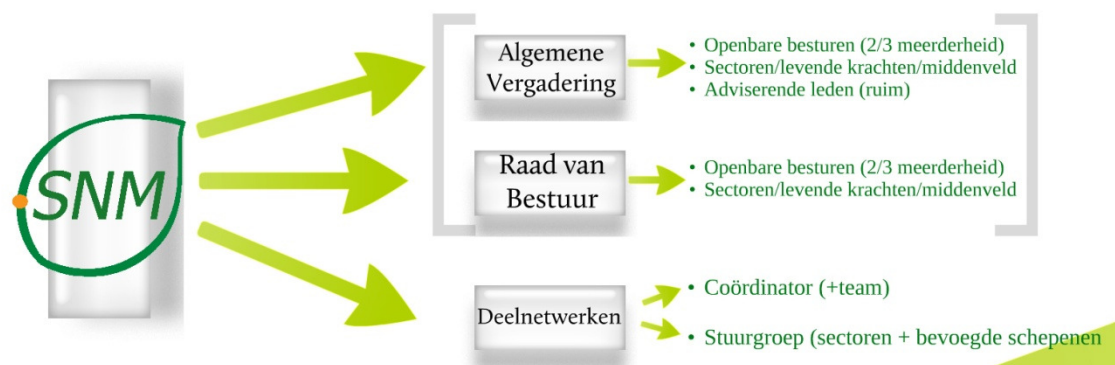 SNM
Algemene
Vergadering
• Openbare besturen (2/3 meerderheid)
• Sectoren/levende krachten/middenveld
• Adviserende leden (ruim)
Raad van
Bestuur
• Openbare besturen (2/3 meerderheid)
• Sectoren/levende krachten/middenveld
Deelnetwerken
• Coördinator (+team)
• Stuurgroep (sectoren + bevoegde schepenen